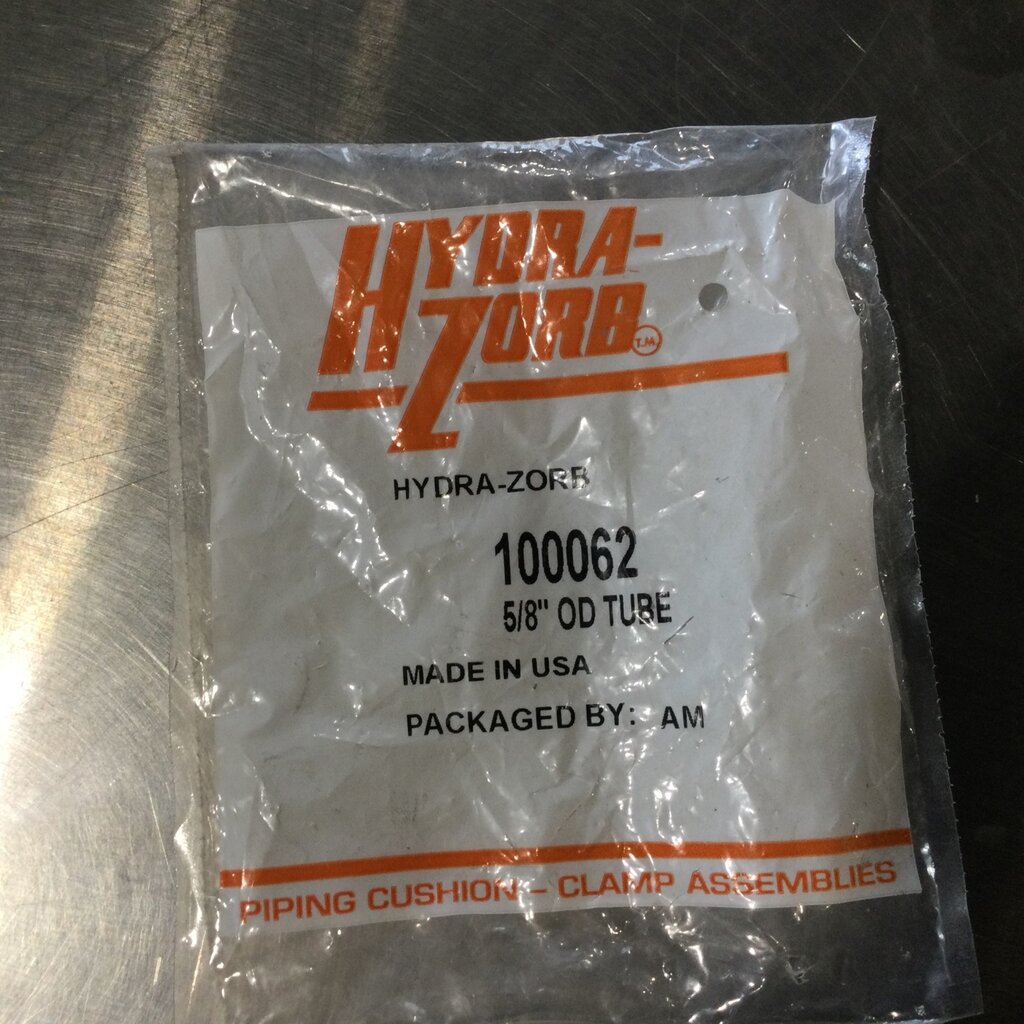 HYDRA-
ZORB T.M.
HYDRA-ZORB
100062
5/8" OD TUBE
MADE IN USA
PACKAGED BY: AM
PIPING CUSHION – CLAMP ASSEMBLIES